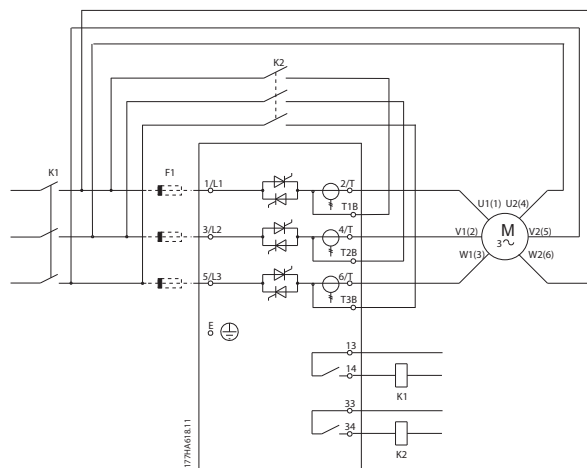 K2
K1
F1
1/L1
2/T
T1B
3/L2
4/T
T2B
5/L3
6/T
T3B
E
U1(1)
U2(4)
V1(2)
M
3~
V2(5)
W1(3)
W2(6)
13
14
K1
33
34
K2
177HA618.11